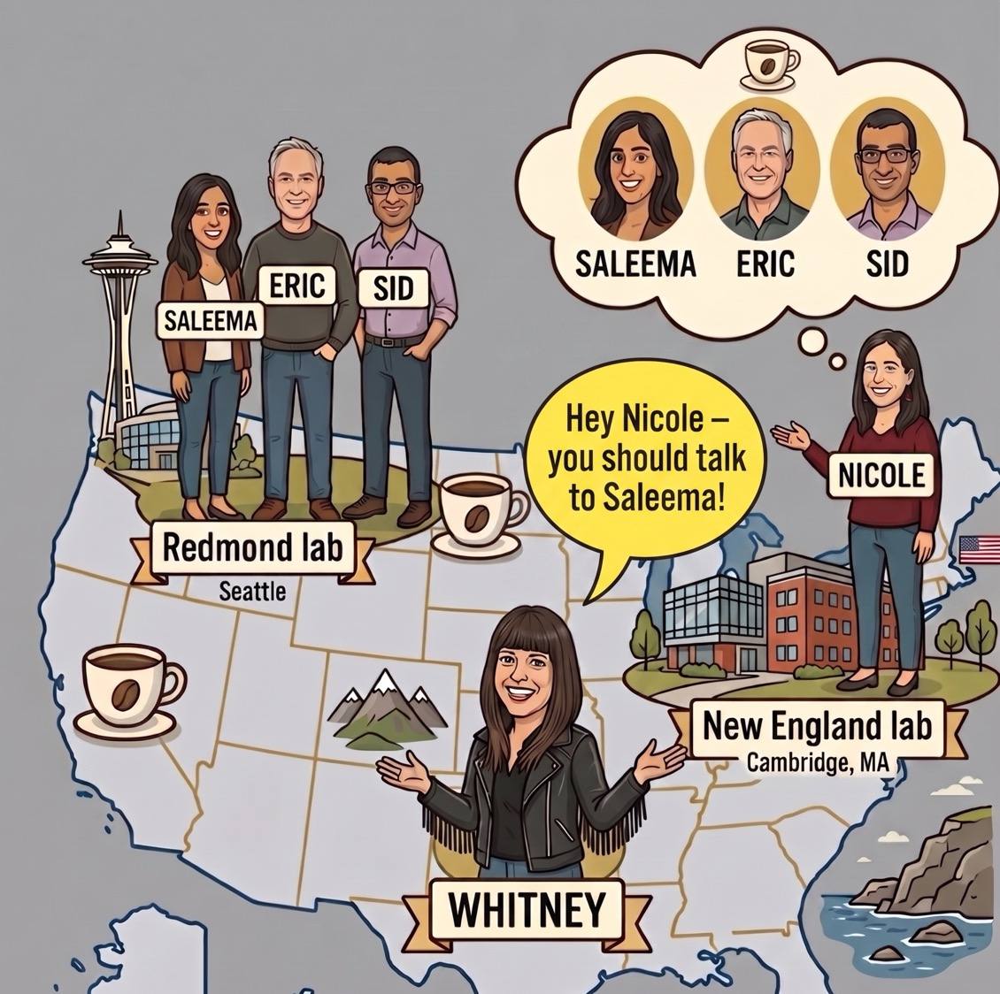 SALEEMA
ERIC
SID
SALEEMA
ERIC
SID
Hey Nicole –
you should talk
to Saleema!
NICOLE
Redmond lab
Seattle
New England lab
Cambridge, MA
WHITNEY